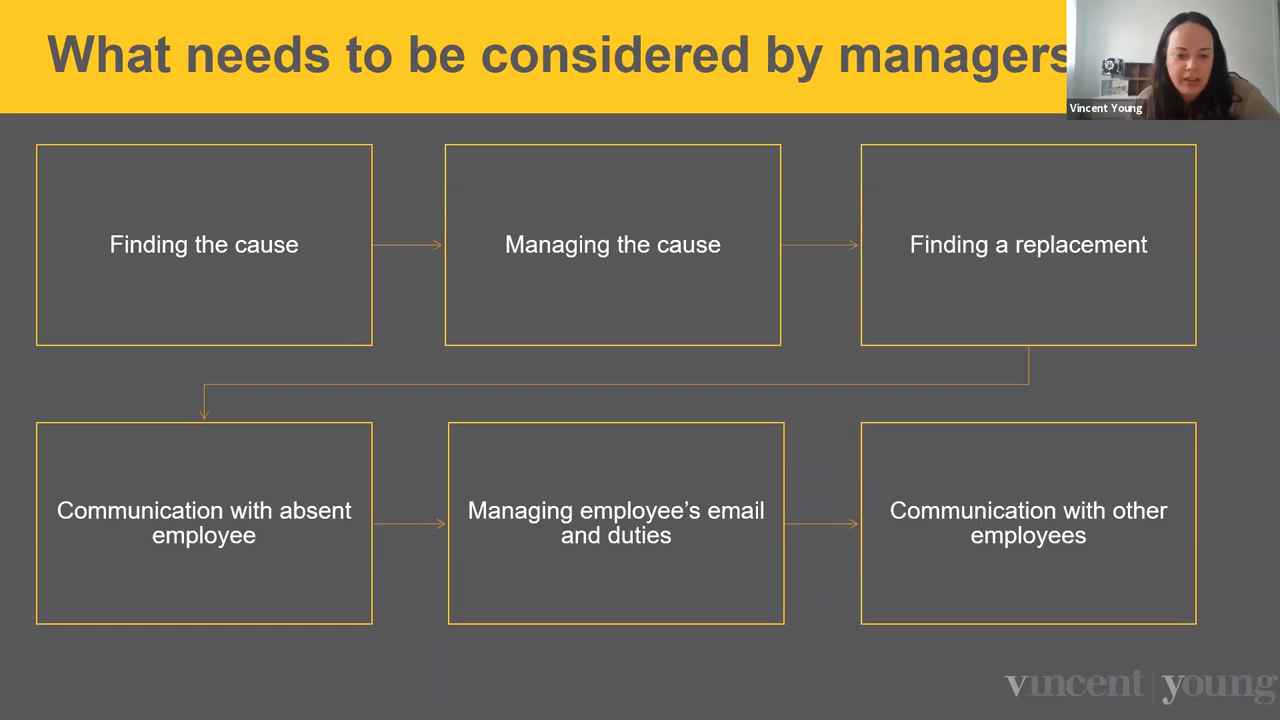 What needs to be considered by managers
Vincent Young
Finding the cause
Managing the cause
Finding a replacement
Communication with absent
employee
Managing employee’s email
and duties
Communication with other
employees
vincent | young